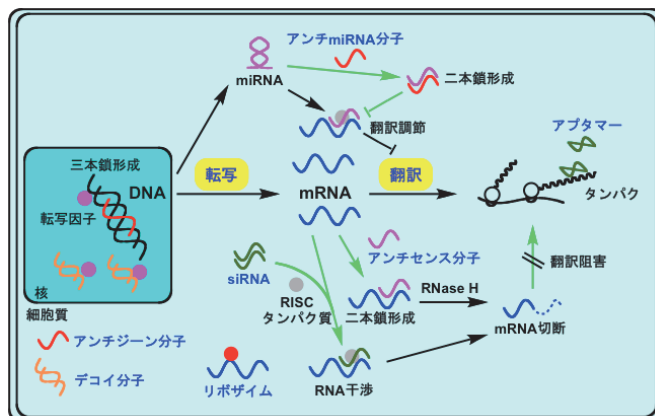 アンチmiRNA分子
miRNA
二本鎖形成
翻訳調節
アプタマー
三本鎖形成
DNA
転写
翻訳
mRNA
タンパク
転写因子
アンチセンス分子
siRNA
RISC
タンパク質
二本鎖形成
RNase H
翻訳阻害
mRNA切断
核
細胞質
アンチジーン分子
デコイ分子
リボザイム
RNA干渉